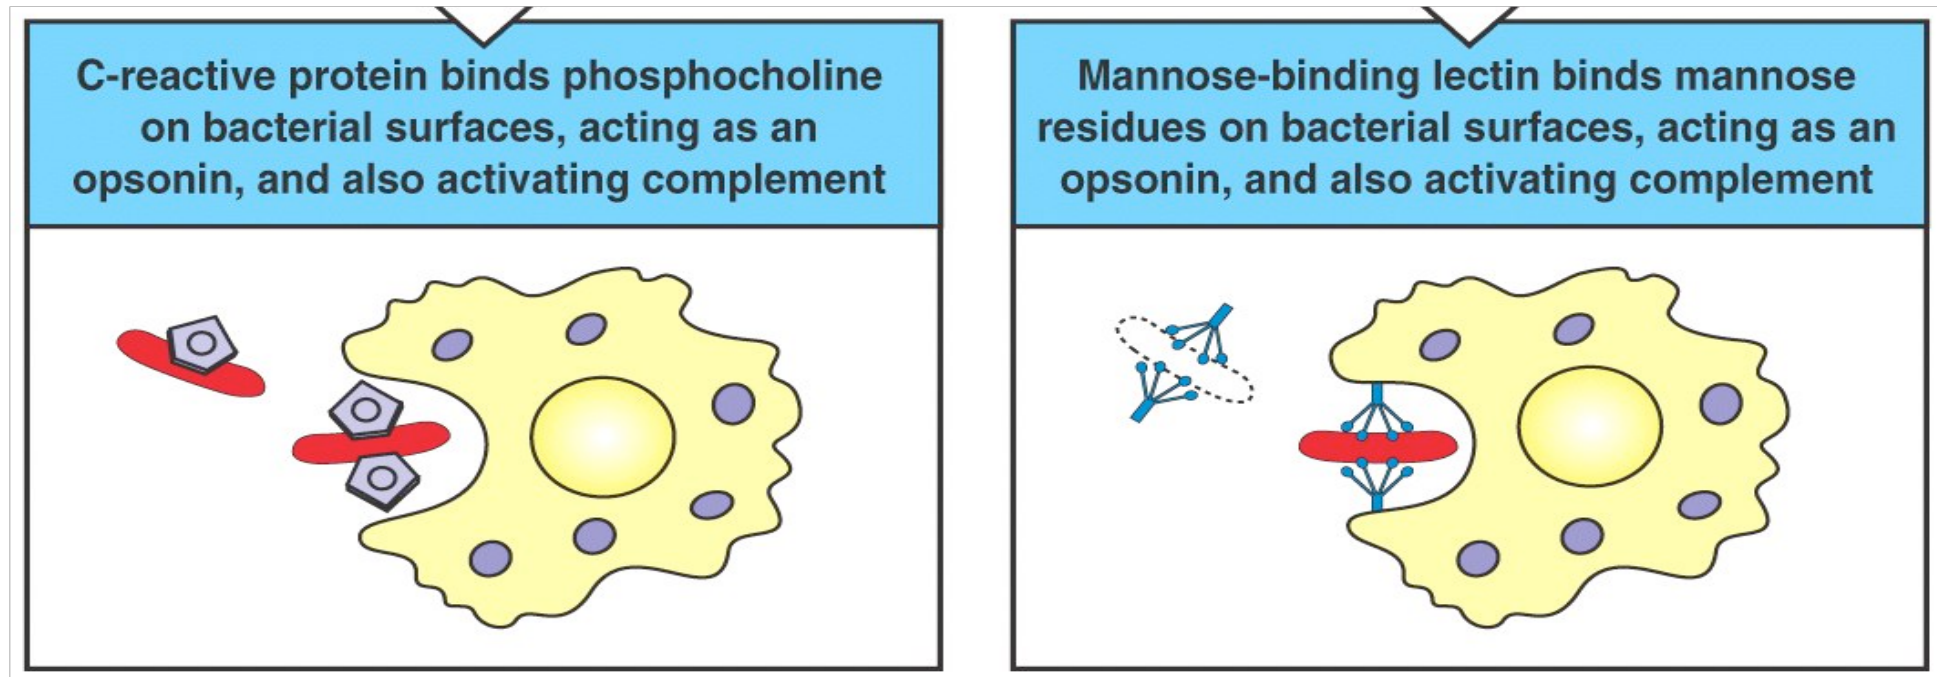 C-reactive protein binds phosphocholine
on bacterial surfaces, acting as an
opsonin, and also activating complement
Mannose-binding lectin binds mannose
residues on bacterial surfaces, acting as an
opsonin, and also activating complement